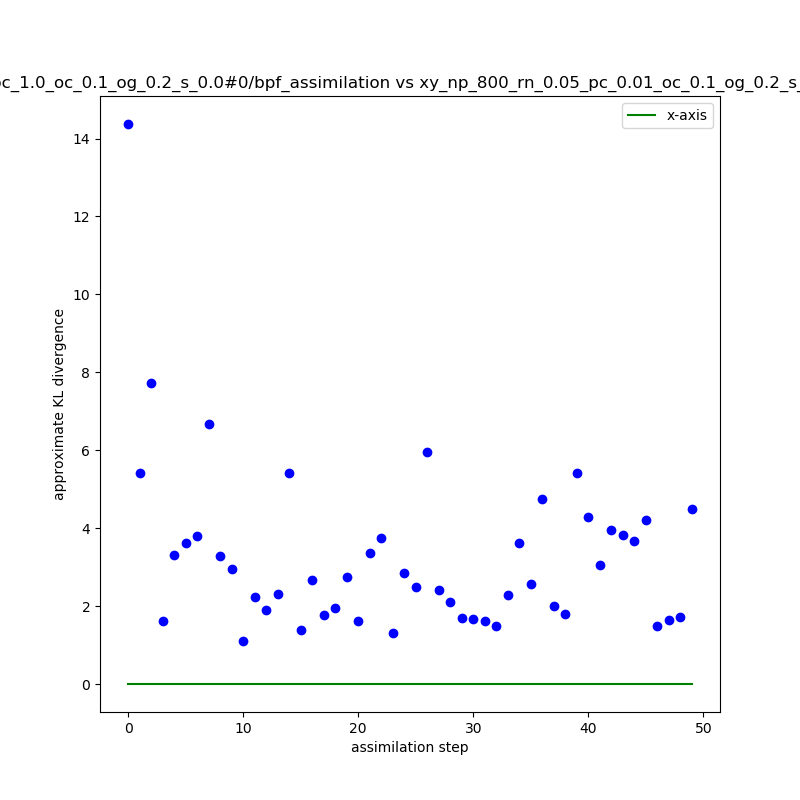 oc_1.0_oc_0.1_og_0.2_s_0.0#0/bpf_assimilation vs xy_np_800_rn_0.05_pc_0.01_oc_0.1_og_0.2_s_
x-axis
approximate KL divergence
14
12
10
8
6
4
2
0
0 10 20 30 40 50
assimilation step